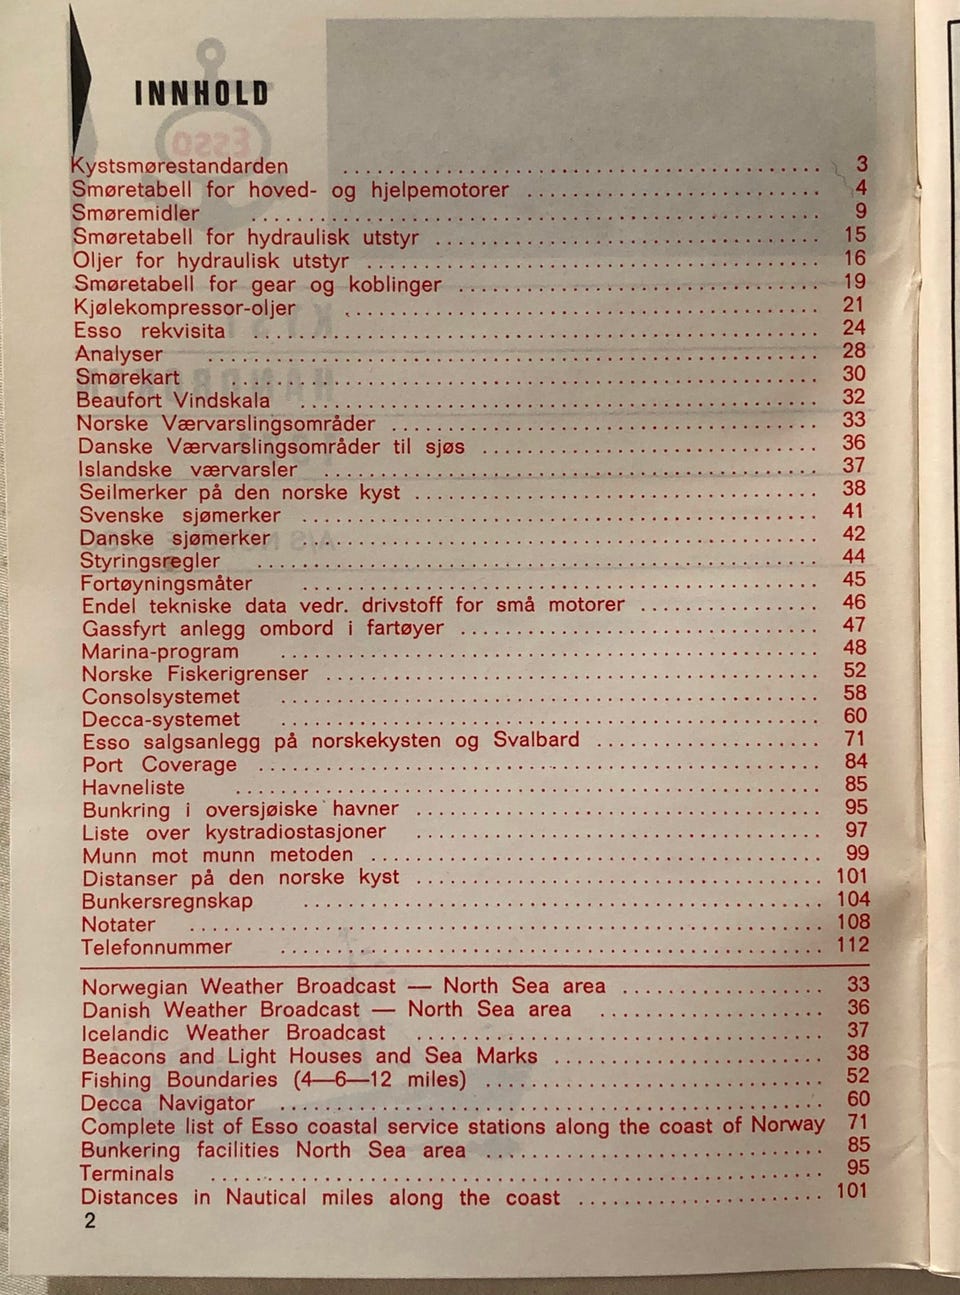 INNHOLD
Kystsmørestandarden 3
Smøretabell for hoved- og hjelpemotorer 4
Smøremidler 9
Smøretabell for hydraulisk utstyr 15
Oljer for hydraulisk utstyr 16
Smøretabell for gear og koblinger 19
Kjølekompressor-oljer 21
Esso rekvisita 24
Analyser 28
Smørekart 30
Beaufort Vindskala 32
Norske Værvarslingsområder 33
Danske Værvarslingsområder til sjøs 36
Islandske værvarsler 37
Seilmerker på den norske kyst 38
Svenske sjømerker 41
Danske sjømerker 42
Styringsregler 44
Fortøyningsmåter 45
Endel tekniske data vedr. drivstoff for små motorer 46
Gassfyrt anlegg ombord i fartøyer 47
Marina-program 48
Norske Fiskerigrenser 52
Consolsystemet 58
Decca-systemet 60
Esso salgsanlegg på norskekysten og Svalbard 71
Port Coverage 84
Havneliste 85
Bunkring i oversjøiske havner 95
Liste over kystradiostasjoner 97
Munn mot munn metoden 99
Distanser på den norske kyst 101
Bunkersregnskap 104
Notater 108
Telefonnummer 112
Norwegian Weather Broadcast — North Sea area 33
Danish Weather Broadcast — North Sea area 36
Icelandic Weather Broadcast 37
Beacons and Light Houses and Sea Marks 38
Fishing Boundaries (4—6—12 miles) 52
Decca Navigator 60
Complete list of Esso coastal service stations along the coast of Norway 71
Bunkering facilities North Sea area 85
Terminals 95
Distances in Nautical miles along the coast 101
2